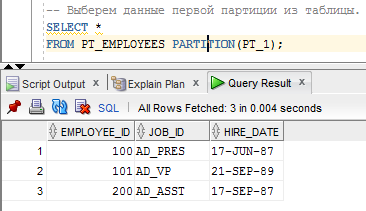 -- Выберем данные первой партиции из таблицы.
SELECT *
FROM PT_EMPLOYEES PARTITION(PT_1);
Script Output x Explain Plan x Query Result x
SQL | All Rows Fetched: 3 in 0.004 seconds
EMPLOYEE_ID JOB_ID HIRE_DATE
1 100 AD_PRES 17-JUN-87
2 101 AD_VP 21-SEP-89
3 200 AD_ASST 17-SEP-87